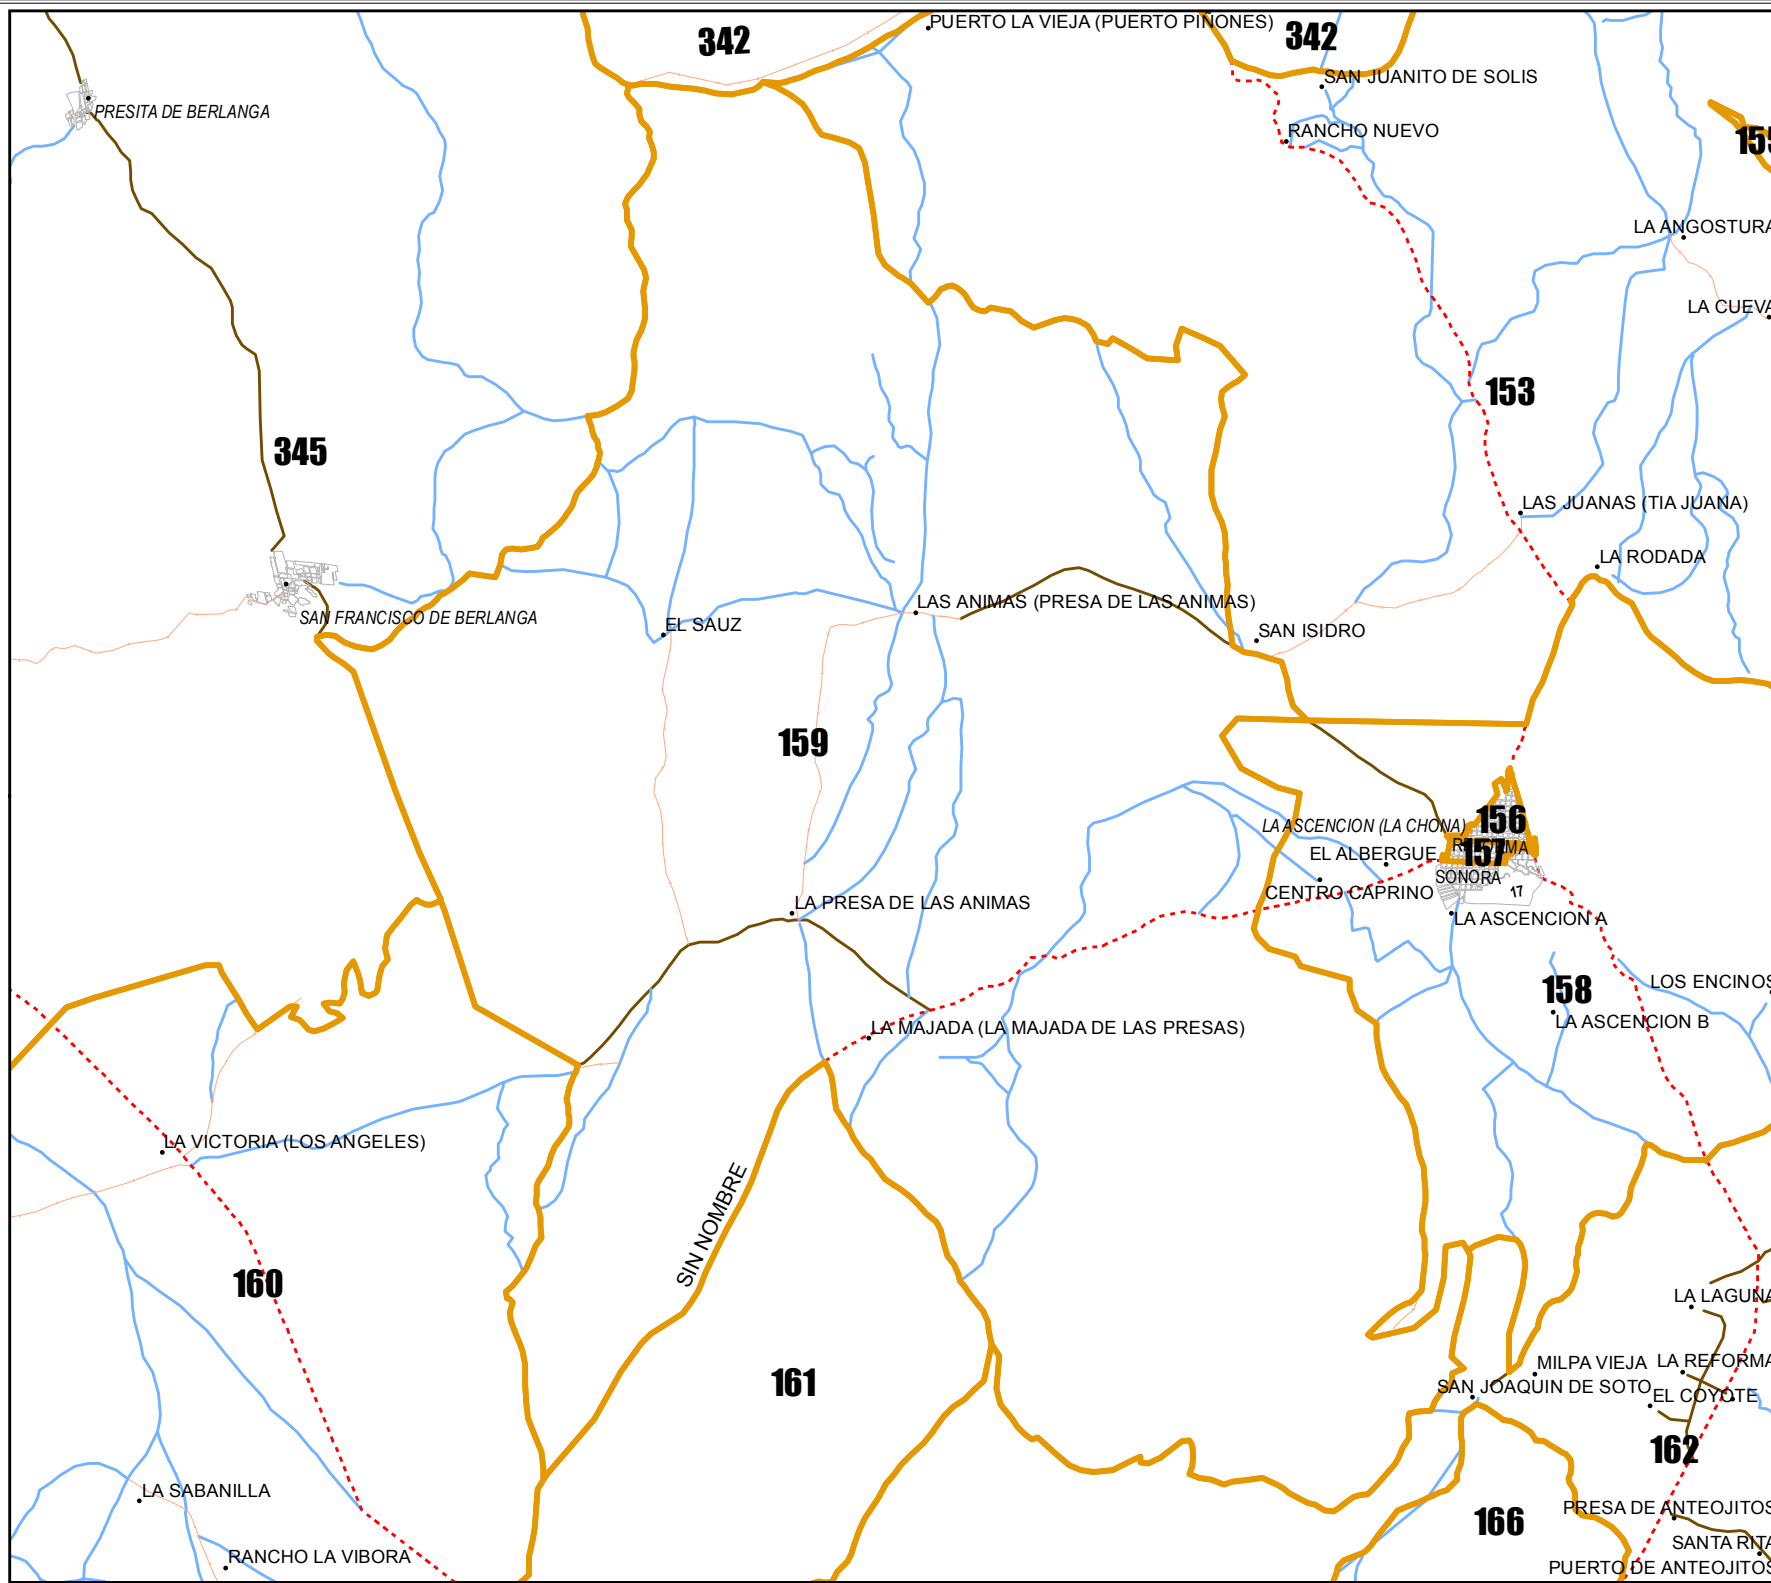 PUERTO LA VIEJA (PUERTO PIÑONES)
342
342
SAN JUANITO DE SOLIS
PRESITA DE BERLANGA
RANCHO NUEVO
155
LA ANGOSTURA
LA CUEVA
153
345
LAS JUANAS (TIA JUANA)
LA RODADA
LAS ANIMAS (PRESA DE LAS ANIMAS)
SAN FRANCISCO DE BERLANGA
EL SAUZ
SAN ISIDRO
159
156
LA ASCENCION (LA CHONA)
REFORMA
157
EL ALBERGUE
SONORA
17
CENTRO CAPRINO
LA PRESA DE LAS ANIMAS
LA ASCENCION A
LOS ENCINOS
158
LA ASCENCION B
LA MAJADA (LA MAJADA DE LAS PRESAS)
LA VICTORIA (LOS ANGELES)
SIN NOMBRE
160
LA LAGUNA
MILPA VIEJA
LA REFORMA
161
SAN JOAQUIN DE SOTO
EL COYOTE
162
LA SABANILLA
PRESA DE ANTEOJITOS
166
SANTA RITA
RANCHO LA VIBORA
PUERTO DE ANTEOJITOS